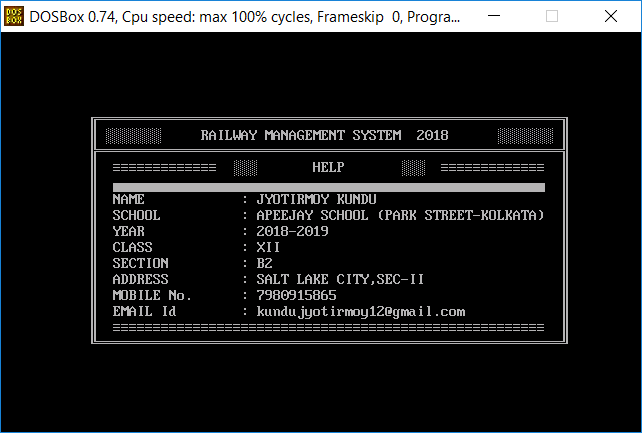 DOS BOX DOSBox 0.74, Cpu speed: max 100% cycles, Frameskip 0, Progra...
RAILWAY MANAGEMENT SYSTEM 2018
HELP
NAME : JYOTIRMOY KUNDU
SCHOOL : APEEJAY SCHOOL (PARK STREET-KOLKATA)
YEAR : 2018-2019
CLASS : XII
SECTION : B2
ADDRESS : SALT LAKE CITY,SEC-II
MOBILE No. : 7980915865
EMAIL Id : kundujyotirmoy12@gmail.com